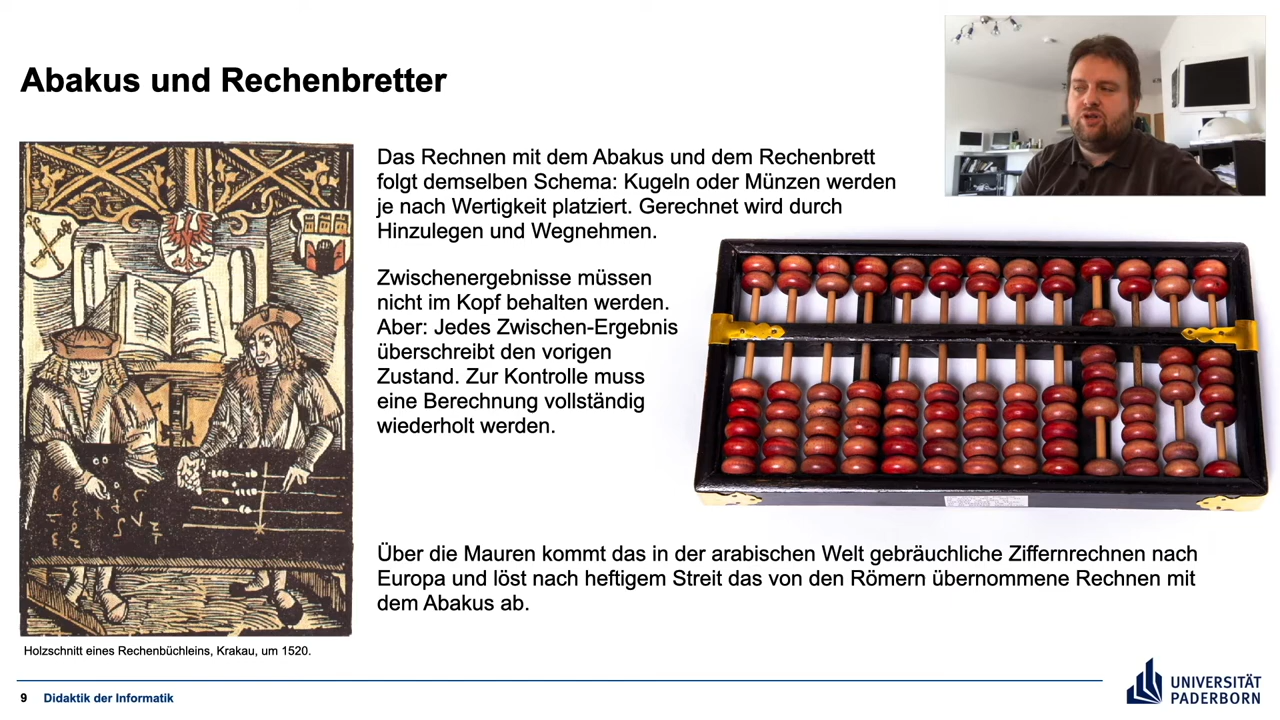 Abakus und Rechenbretter
Das Rechnen mit dem Abakus und dem Rechenbrett
folgt demselben Schema: Kugeln oder Münzen werden
je nach Wertigkeit platziert. Gerechnet wird durch
Hinzulegen und Wegnehmen.
Zwischenergebnisse müssen
nicht im Kopf behalten werden.
Aber: Jedes Zwischen-Ergebnis
überschreibt den vorigen
Zustand. Zur Kontrolle muss
eine Berechnung vollständig
wiederholt werden.
Über die Mauren kommt das in der arabischen Welt gebräuchliche Ziffernrechnen nach
Europa und löst nach heftigem Streit das von den Römern übernommene Rechnen mit
dem Abakus ab.
Holzschnitt eines Rechenbüchleins, Krakau, um 1520.
9 Didaktik der Informatik
UNIVERSITÄT
PADERBORN